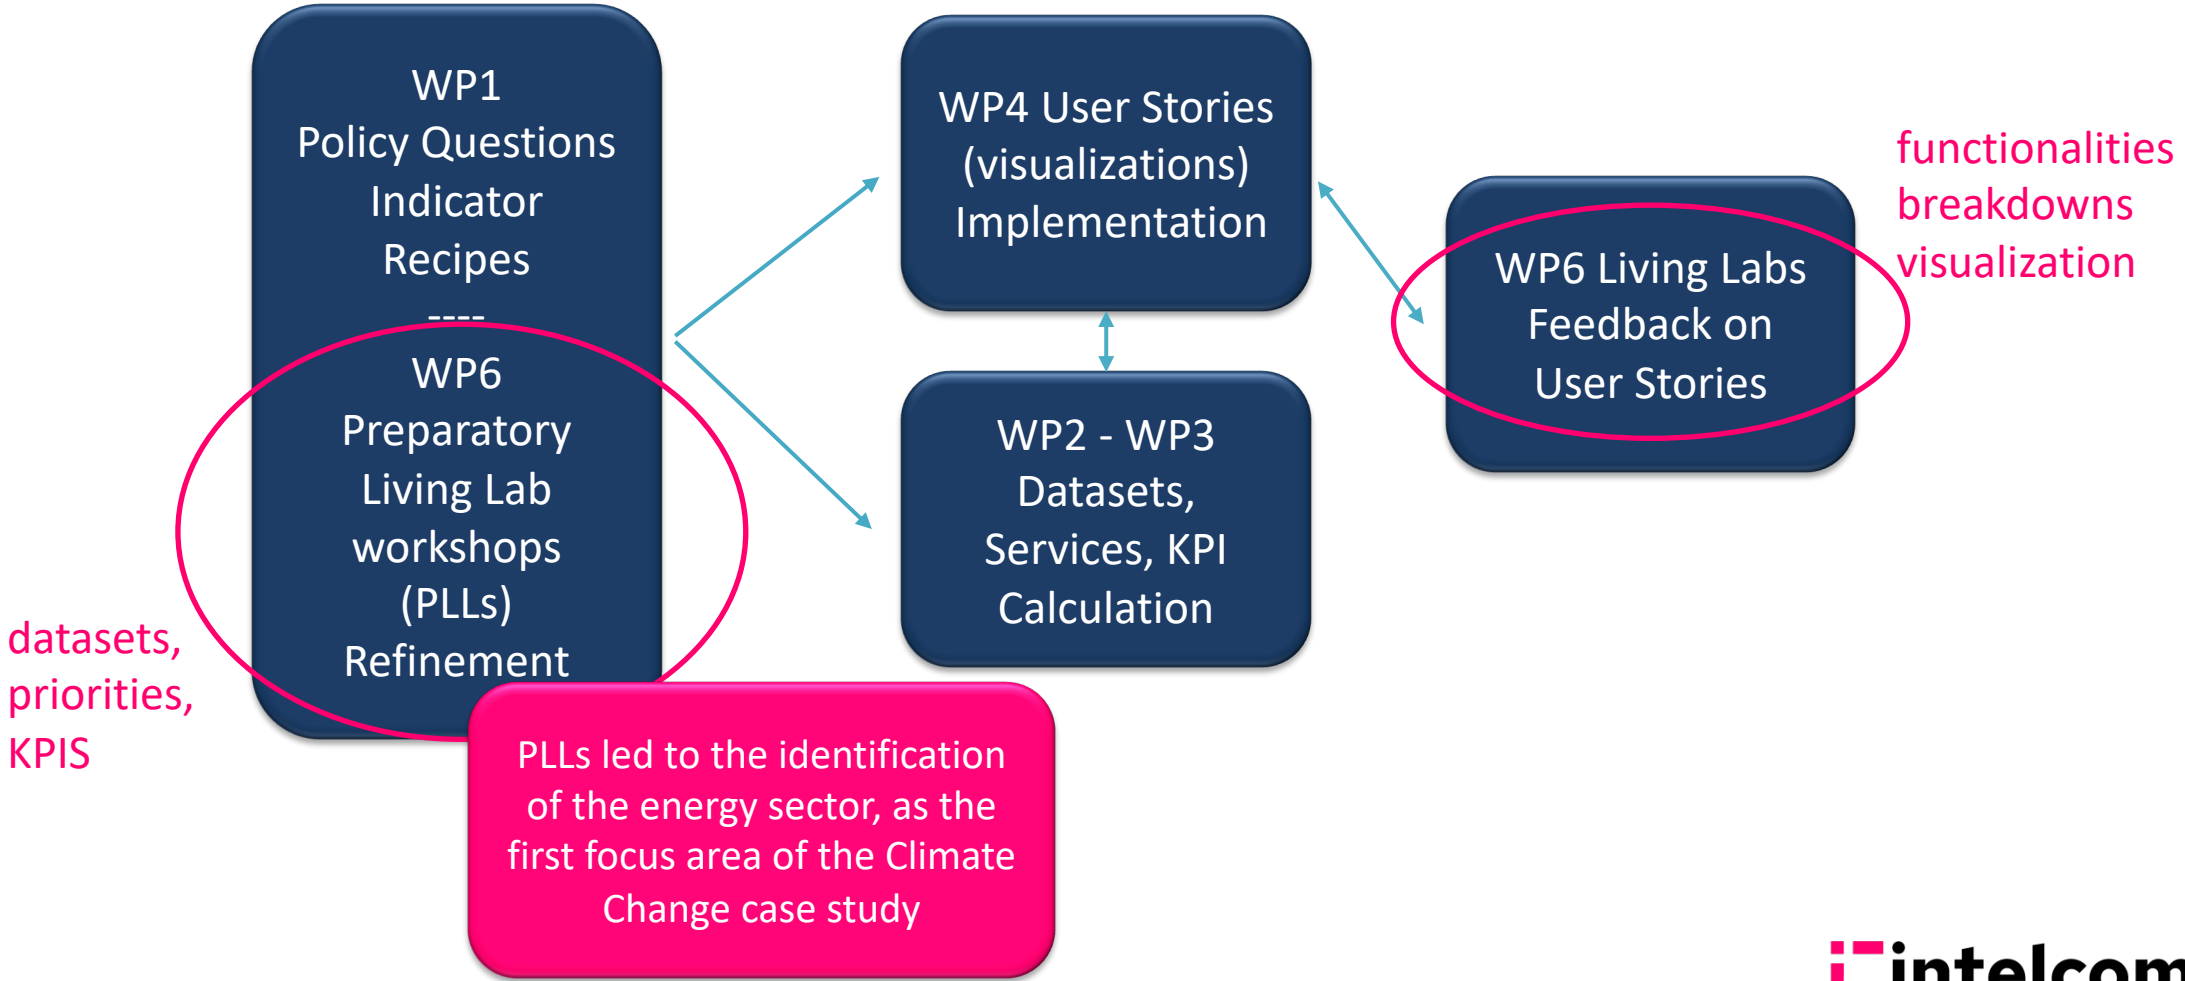 WP1
Policy Questions
Indicator
Recipes
----
WP6
Preparatory
Living Lab
workshops
(PLLs)
Refinement
datasets,
priorities,
KPIS
PLLs led to the identification
of the energy sector, as the
first focus area of the Climate
Change case study
WP4 User Stories
(visualizations)
Implementation
WP2 - WP3
Datasets,
Services, KPI
Calculation
WP6 Living Labs
Feedback on
User Stories
functionalities
breakdowns
visualization
intelcom